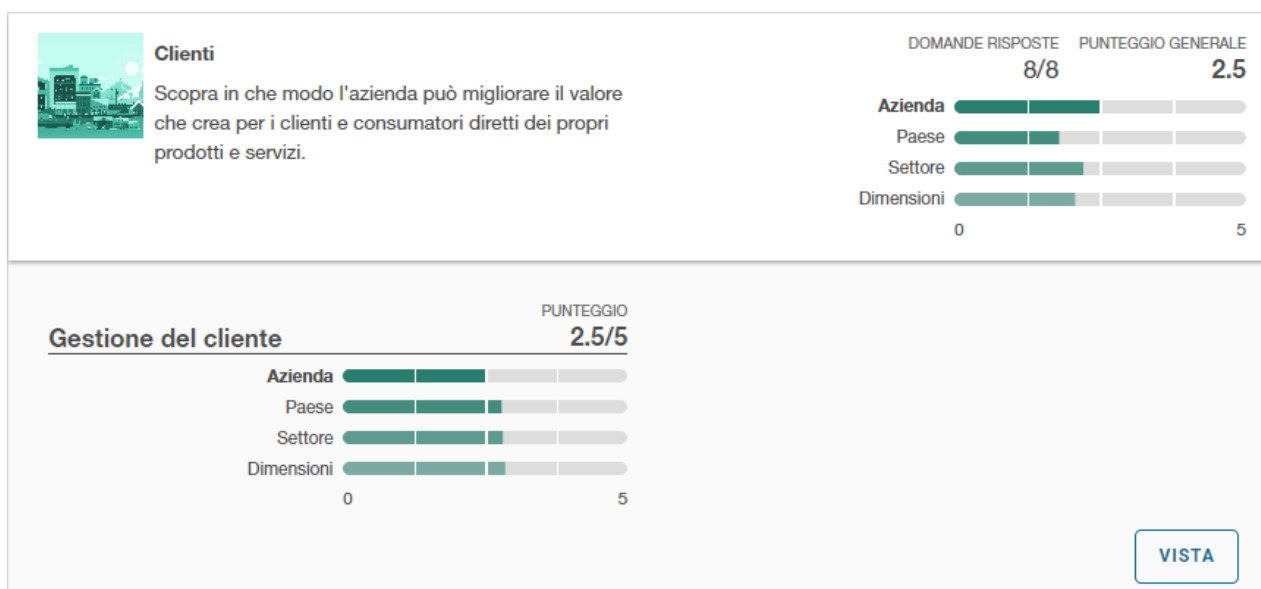 Clienti
Scopra in che modo l'azienda può migliorare il valore
che crea per i clienti e consumatori diretti dei propri
prodotti e servizi.
DOMANDE RISPOSTE PUNTEGGIO GENERALE
8/8 2.5
Azienda
Paese
Settore
Dimensioni
0 5
PUNTEGGIO
Gestione del cliente 2.5/5
Azienda
Paese
Settore
Dimensioni
0 5
VISTA